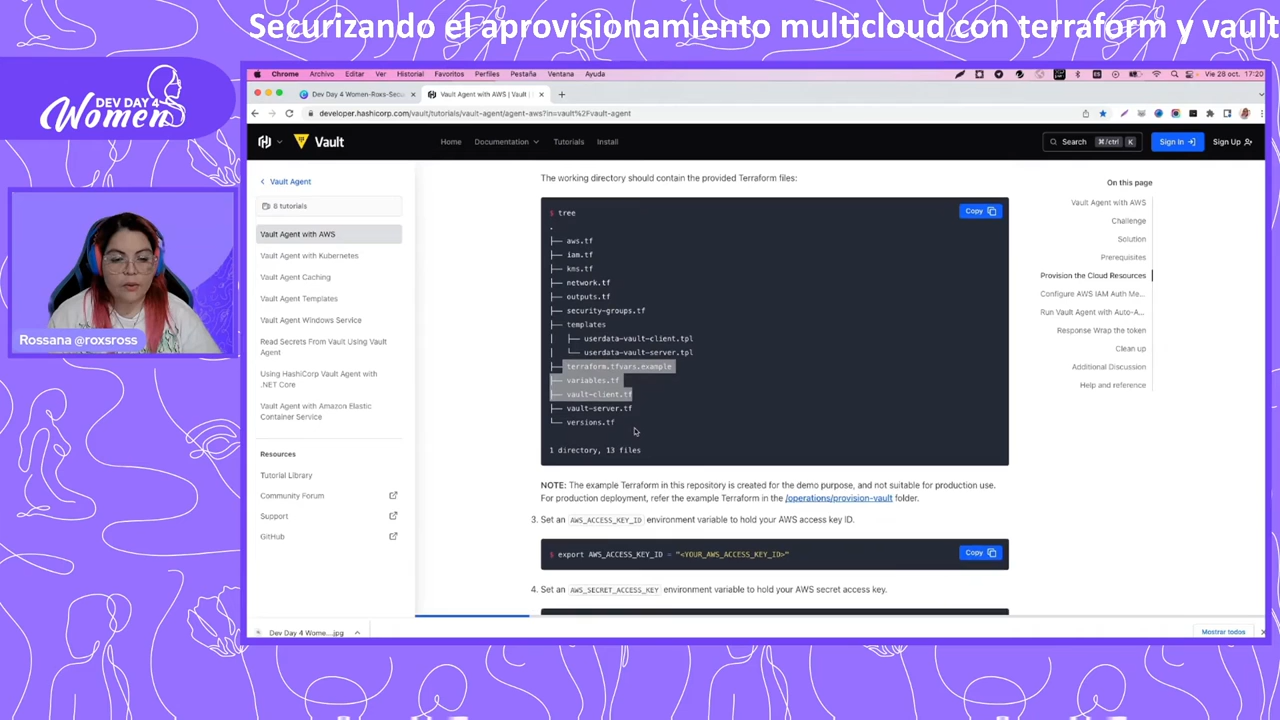 Securizando el aprovisionamiento multicloud con terraform y vault
DEV DAY 4
Women
Rossana @roxsross
Chrome Archivo Editar Ver Historial Favoritos Perfiles Pestaña Ventana Ayuda
Vie 28 oct. 17:20
Dev Day 4 Women-Roxs-Secu
Vault Agent with AWS | Vault |
developer.hashicorp.com/vault/tutorials/vault-agent/agent-aws?in=vault%2Fvault-agent
Vault
Home Documentation Tutorials Install
Search ⌘/ctrl K
Sign In
Sign Up
Vault Agent
8 tutorials
Vault Agent with AWS
Vault Agent with Kubernetes
Vault Agent Caching
Vault Agent Templates
Vault Agent Windows Service
Read Secrets From Vault Using Vault
Agent
Using HashiCorp Vault Agent with
.NET Core
Vault Agent with Amazon Elastic
Container Service
Resources
Tutorial Library
Community Forum
Support
GitHub
The working directory should contain the provided Terraform files:
Copy
$ tree
.
├── aws.tf
├── iam.tf
├── kms.tf
├── network.tf
├── outputs.tf
├── security-groups.tf
├── templates
│   ├── userdata-vault-client.tpl
│   └── userdata-vault-server.tpl
├── terraform.tfvars.example
├── variables.tf
├── vault-client.tf
├── vault-server.tf
└── versions.tf
1 directory, 13 files
NOTE: The example Terraform in this repository is created for the demo purpose, and not suitable for production use.
For production deployment, refer the example Terraform in the /operations/provision-vault folder.
3. Set an AWS_ACCESS_KEY_ID environment variable to hold your AWS access key ID.
$ export AWS_ACCESS_KEY_ID = "<YOUR_AWS_ACCESS_KEY_ID>"
Copy
4. Set an AWS_SECRET_ACCESS_KEY environment variable to hold your AWS secret access key.
On this page
Vault Agent with AWS
Challenge
Solution
Prerequisites
Provision the Cloud Resources
Configure AWS IAM Auth Me...
Run Vault Agent with Auto-A...
Response Wrap the token
Clean up
Additional Discussion
Help and reference
Dev Day 4 Wome....jpg
Mostrar todos